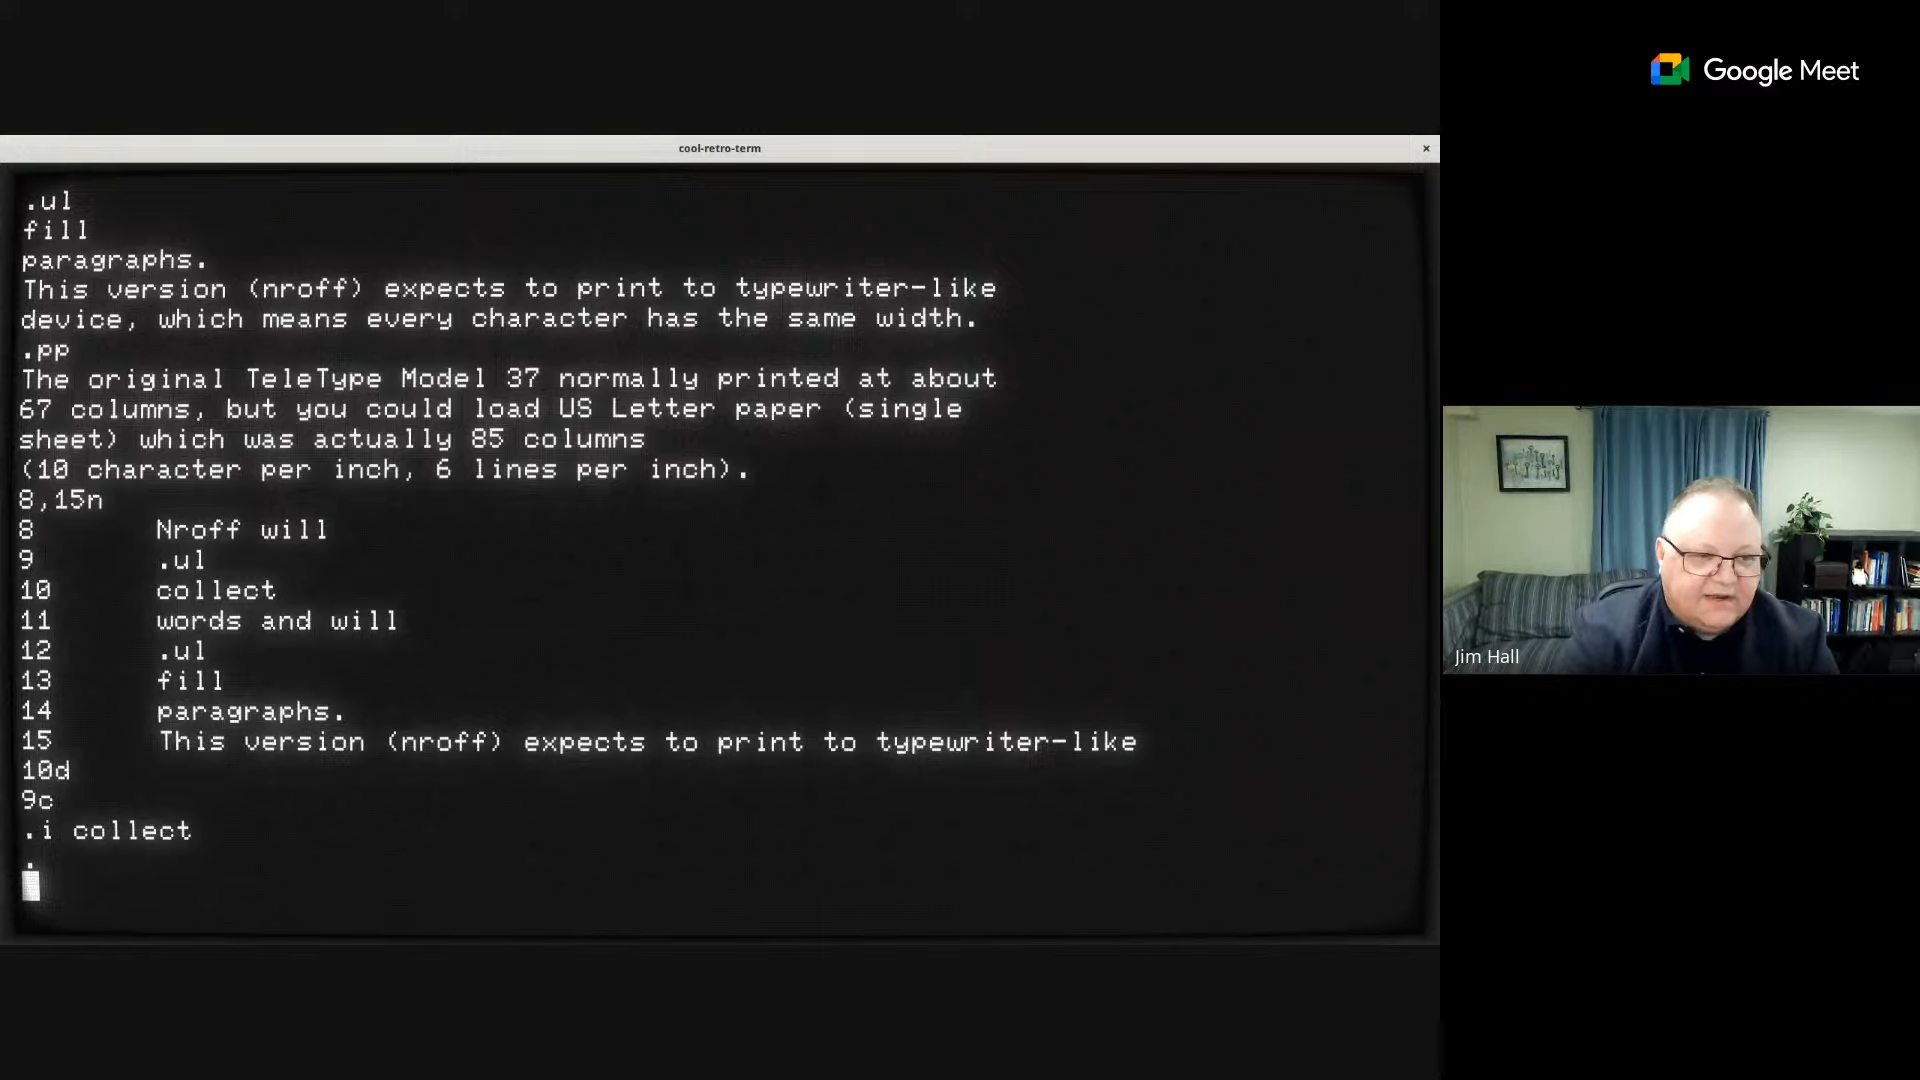 Google Meet
cool-retro-term
×
.ul
fill
paragraphs.
This version (nroff) expects to print to typewriter-like
device, which means every character has the same width.
.pp
The original TeleType Model 37 normally printed at about
67 columns, but you could load US Letter paper (single
sheet) which was actually 85 columns
(10 character per inch, 6 lines per inch).
8,15n
8 Nroff will
9 .ul
10 collect
11 words and will
12 .ul
13 fill
14 paragraphs.
15 This version (nroff) expects to print to typewriter-like
10d
9c
.i collect
.
Jim Hall